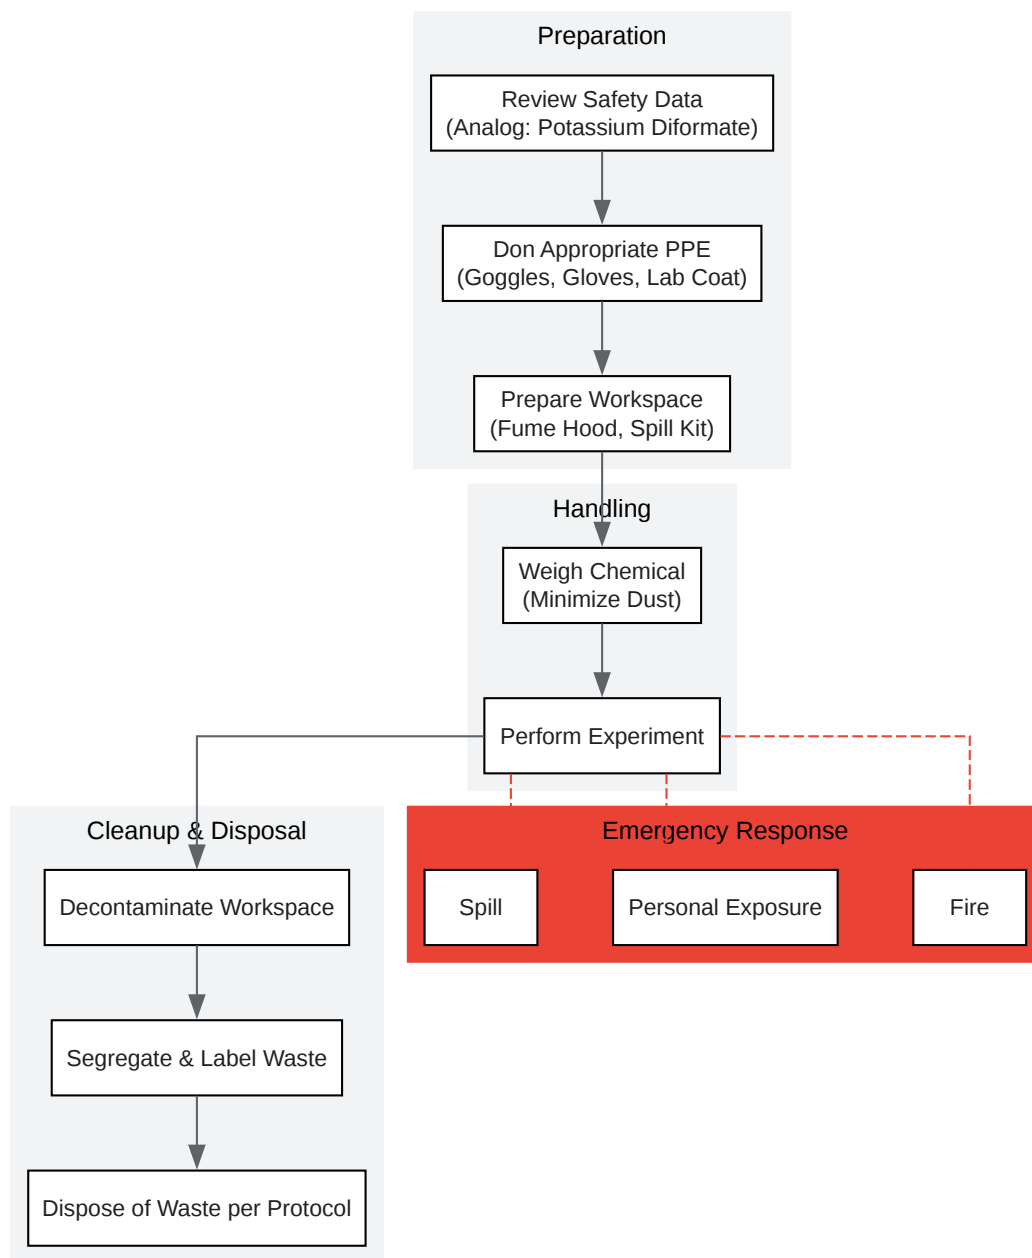 Preparation
Review Safety Data
(Analog: Potassium Diformate)
Don Appropriate PPE
(Goggles, Gloves, Lab Coat)
Prepare Workspace
(Fume Hood, Spill Kit)
Handling
Weigh Chemical
(Minimize Dust)
Perform Experiment
Cleanup & Disposal
Decontaminate Workspace
Segregate & Label Waste
Dispose of Waste per Protocol
Emergency Response
Spill
Personal Exposure
Fire